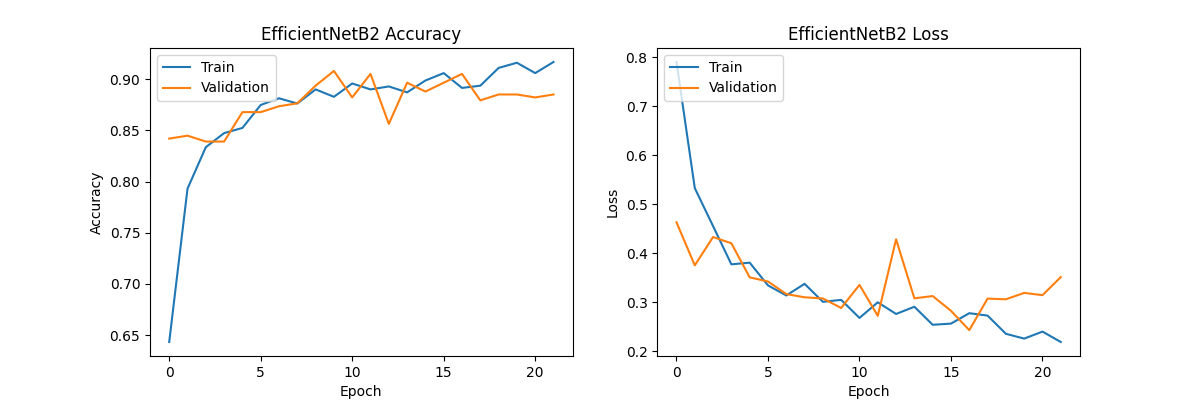 EfficientNetB2 Accuracy
Train
Validation
0.90
0.85
0.80
0.75
0.70
0.65
Accuracy
0 5 10 15 20
Epoch
EfficientNetB2 Loss
Train
Validation
0.8
0.7
0.6
0.5
0.4
0.3
0.2
Loss
0 5 10 15 20
Epoch